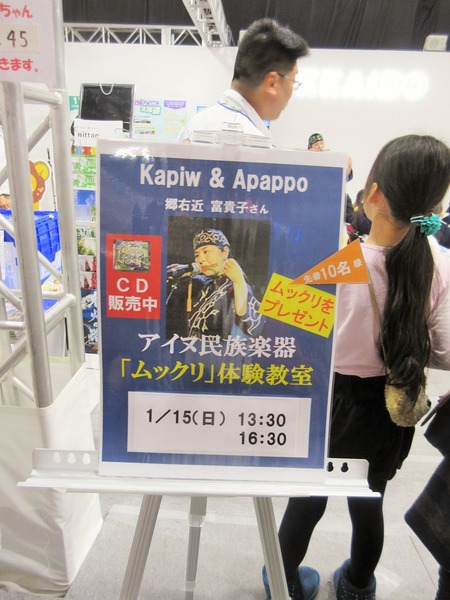 ちゃん
45
きます。
HOKKAIDO
nittan
Kapiw & Apappo
郷右近 富貴子さん
CD
販売中
先着10名様
ムックリを
プレゼント
アイヌ民族楽器
「ムックリ」体験教室
1/15(日) 13:30
16:30